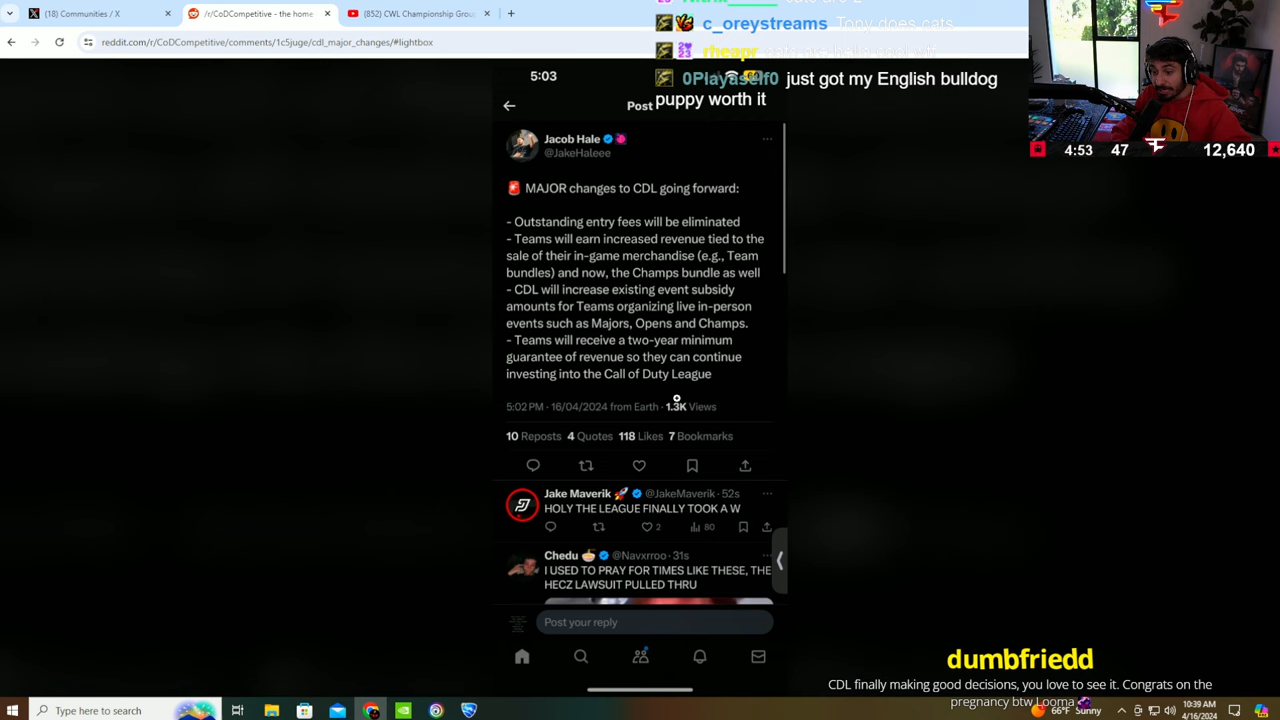 (18) Communities / X
/r/CoDCompetitive - the home
(852) CWL Championship Grou
reddit.com/r/CoDCompetitive/comments/1c5juge/cdl_major_changes/#lightbox
c_oreystreams Tony does cats
rheapr
0Playaself0 just got my English bulldog
puppy worth it
4:53 47 12,640
5:03
Post
Jacob Hale
@JakeHaleee
🚨 MAJOR changes to CDL going forward:
- Outstanding entry fees will be eliminated
- Teams will earn increased revenue tied to the
sale of their in-game merchandise (e.g., Team
bundles) and now, the Champs bundle as well
- CDL will increase existing event subsidy
amounts for Teams organizing live in-person
events such as Majors, Opens and Champs.
- Teams will receive a two-year minimum
guarantee of revenue so they can continue
investing into the Call of Duty League
5:02 PM · 16/04/2024 from Earth · 1.3K Views
10 Reposts 4 Quotes 118 Likes 7 Bookmarks
Jake Maverik 🚀 @JakeMaverik · 52s
HOLY THE LEAGUE FINALLY TOOK A W
2 80
Chedu 🍜 @Navxrroo · 31s
I USED TO PRAY FOR TIMES LIKE THESE, THE
HECZ LAWSUIT PULLED THRU
Post your reply
dumbfriedd
CDL finally making good decisions, you love to see it. Congrats on the
pregnancy btw Looma
Type here to search
66°F Sunny
10:39 AM
4/16/2024